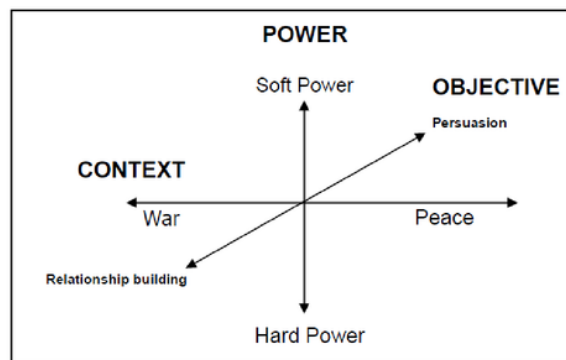 POWER
Soft Power
OBJECTIVE
Persuasion
CONTEXT
War
Peace
Relationship building
Hard Power